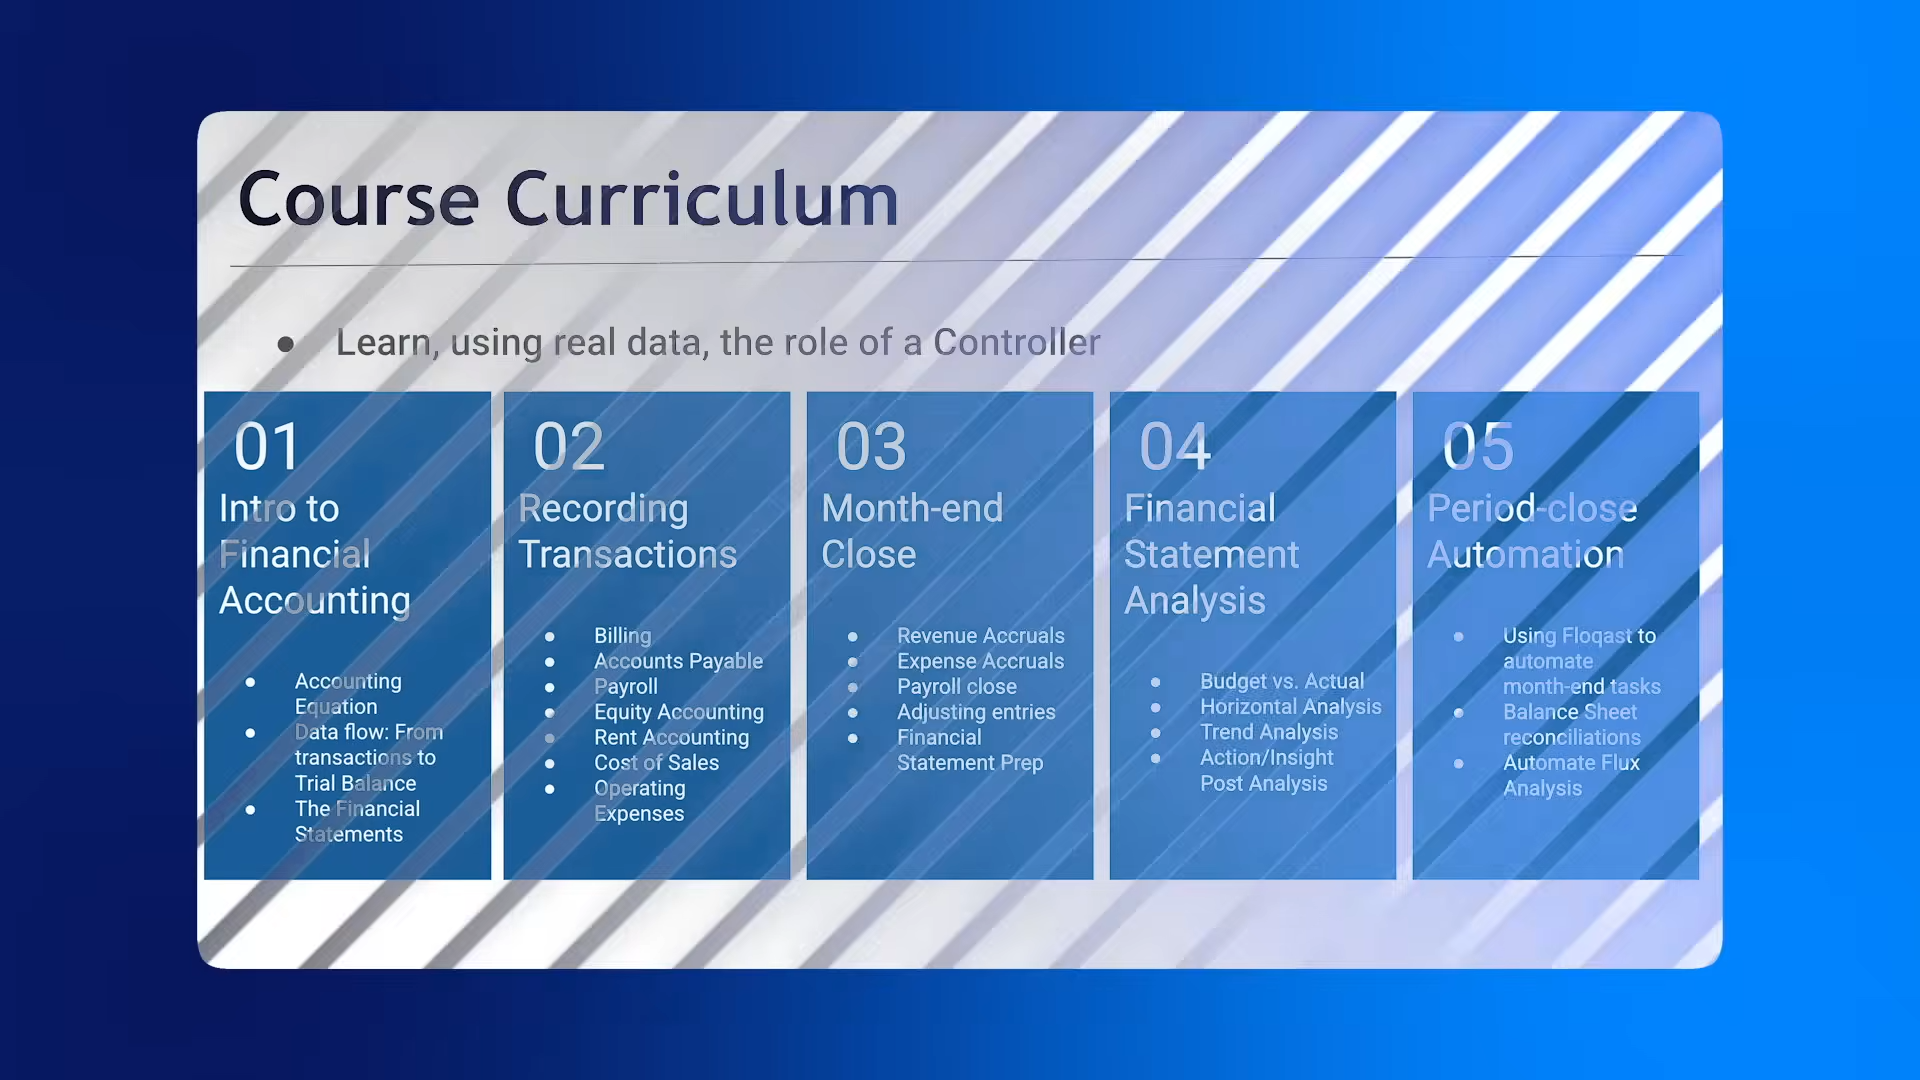 Course Curriculum
● Learn, using real data, the role of a Controller
01
Intro to
Financial
Accounting
● Accounting
Equation
● Data flow: From
transactions to
Trial Balance
● The Financial
Statements
02
Recording
Transactions
● Billing
● Accounts Payable
● Payroll
● Equity Accounting
● Rent Accounting
● Cost of Sales
● Operating
Expenses
03
Month-end
Close
● Revenue Accruals
● Expense Accruals
● Payroll close
● Adjusting entries
● Financial
Statement Prep
04
Financial
Statement
Analysis
● Budget vs. Actual
● Horizontal Analysis
● Trend Analysis
● Action/Insight
Post Analysis
05
Period-close
Automation
● Using Floqast to
automate
month-end tasks
● Balance Sheet
reconciliations
● Automate Flux
Analysis